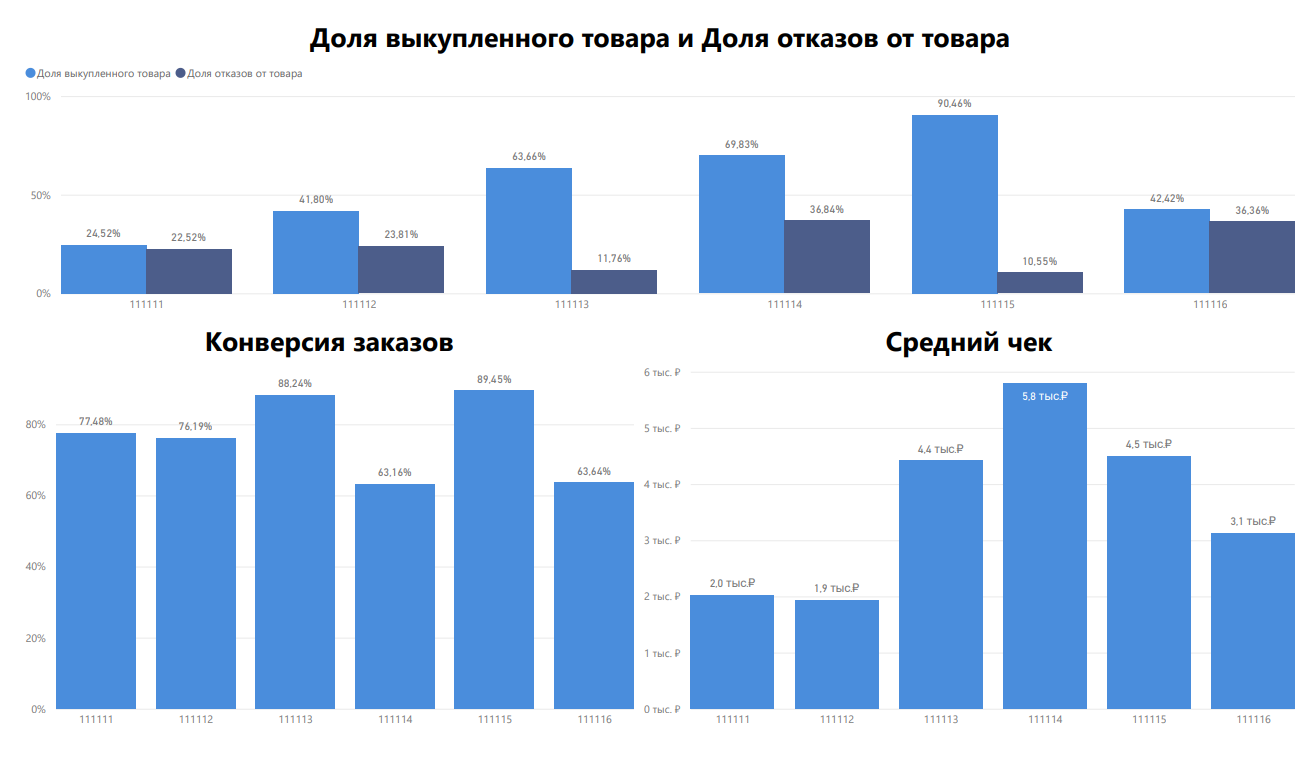 Доля выкупленного товара и Доля отказов от товара
Доля выкупленного товара Доля отказов от товара
100%
50%
0%
24,52% 22,52% 41,80% 23,81% 63,66% 11,76% 69,83% 36,84% 90,46% 10,55% 42,42% 36,36%
111111 111112 111113 111114 111115 111116
Конверсия заказов
80%
60%
40%
20%
0%
77,48% 76,19% 88,24% 63,16% 89,45% 63,64%
111111 111112 111113 111114 111115 111116
Средний чек
6 тыс. ₽
5 тыс. ₽
4 тыс. ₽
3 тыс. ₽
2 тыс. ₽
1 тыс. ₽
0 тыс. ₽
2,0 тыс.₽ 1,9 тыс.₽ 4,4 тыс.₽ 5,8 тыс.₽ 4,5 тыс.₽ 3,1 тыс.₽
111111 111112 111113 111114 111115 111116